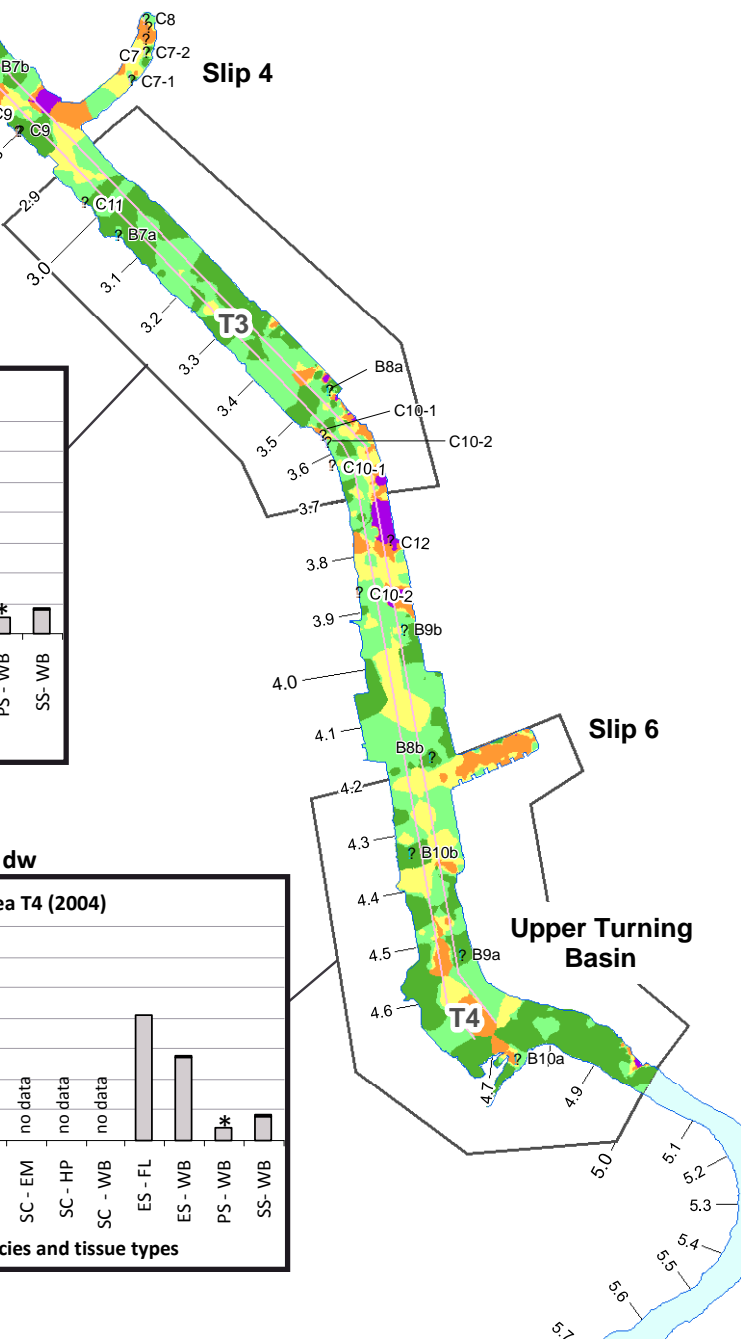 ? C8
B7b
C7 ? C7-2
? C7-1
Slip 4
C9
? C9
2.9
? C11
3.0
? B7a
3.1
3.2
T3
3.3
B8a
3.4
?
C10-1
3.5
?
?
C10-2
3.6
? C10-1
3.7
? C12
3.8
? C10-2
3.9
? B9b
4.0
4.1
Slip 6
B8b
?
4.2
4.3
? B10b
4.4
Upper Turning
Basin
4.5
? B9a
4.6
T4
? B10a
4.7
4.9
5.0
5.1
5.2
5.3
5.4
5.5
5.6
5.7
*
PS - WB
SS- WB
dw
ea T4 (2004)
no data
no data
no data
*
SC - EM
SC - HP
SC - WB
ES - FL
ES - WB
PS - WB
SS- WB
cies and tissue types